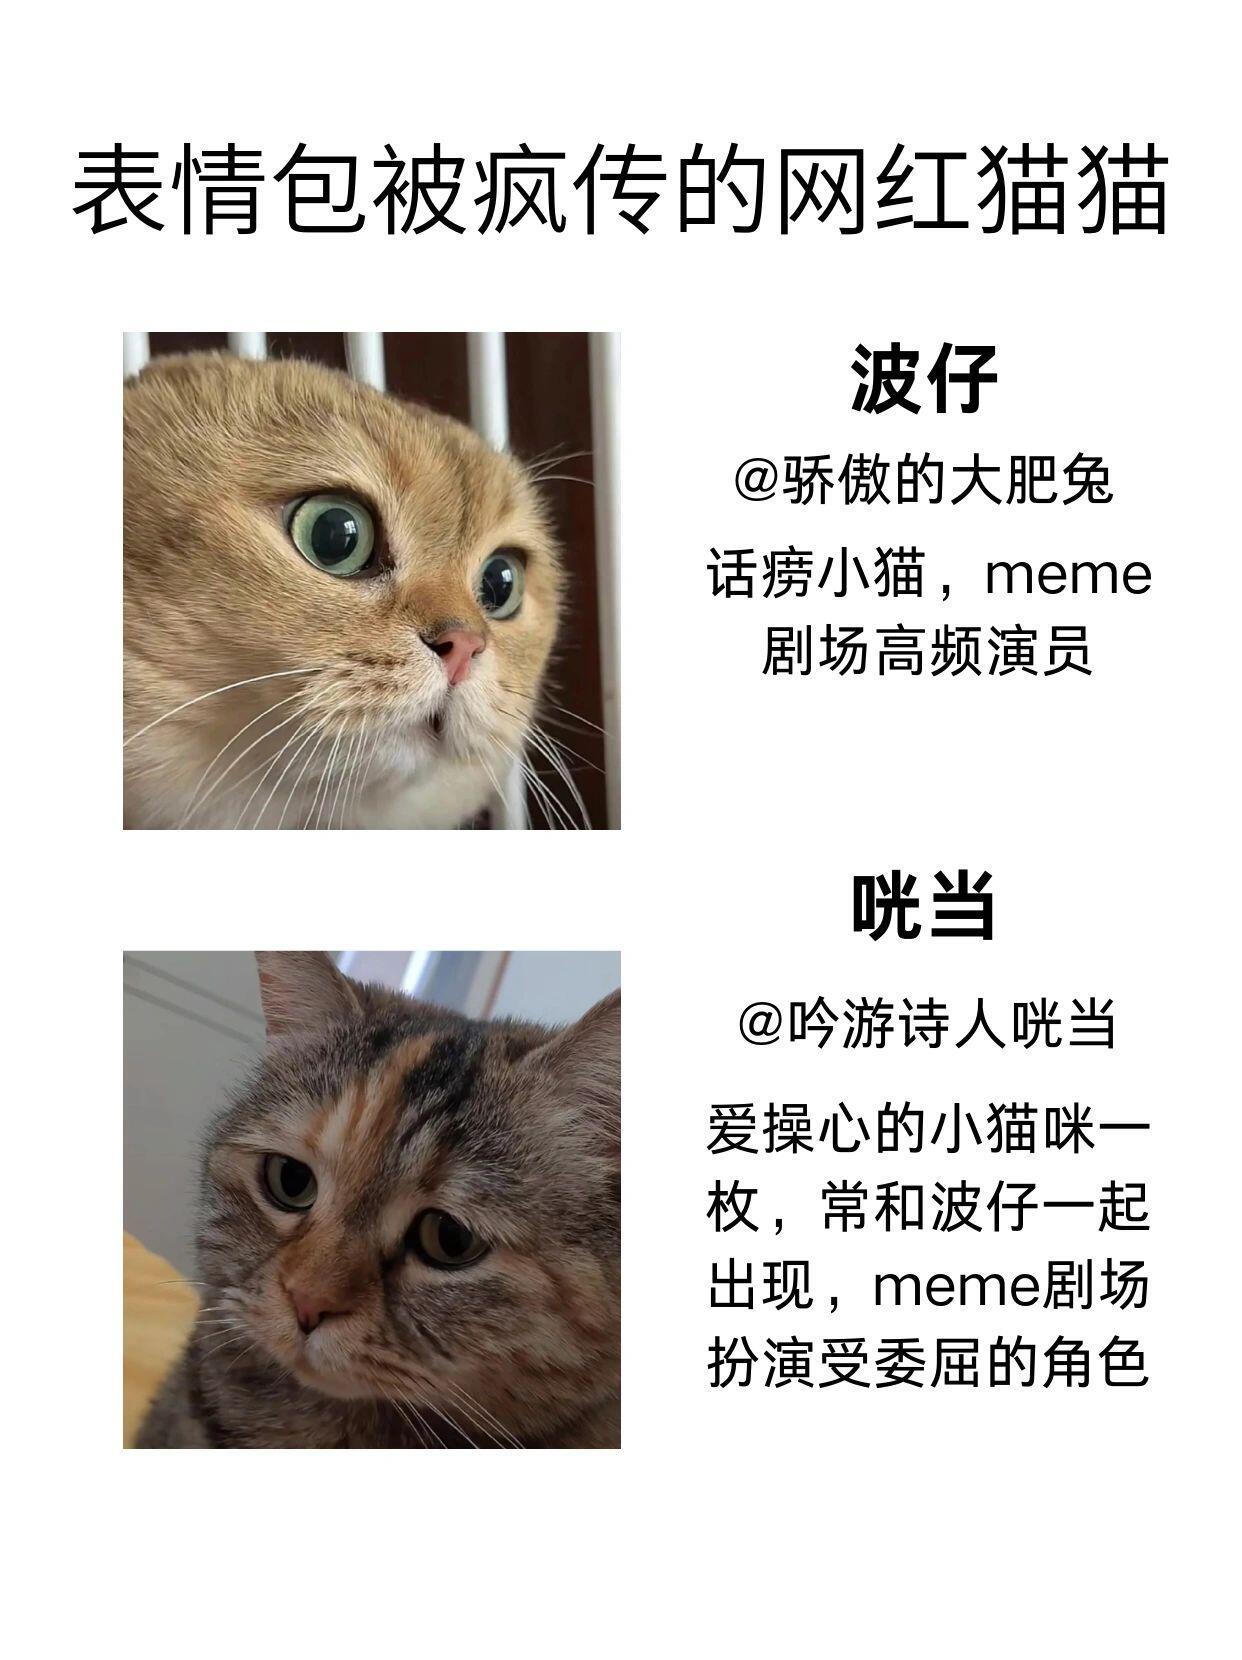 表情包被疯传的网红猫猫
波仔
@骄傲的大肥兔
话痨小猫，meme
剧场高频演员
咣当
@吟游诗人咣当
爱操心的小猫咪一
枚，常和波仔一起
出现，meme剧场
扮演受委屈的角色